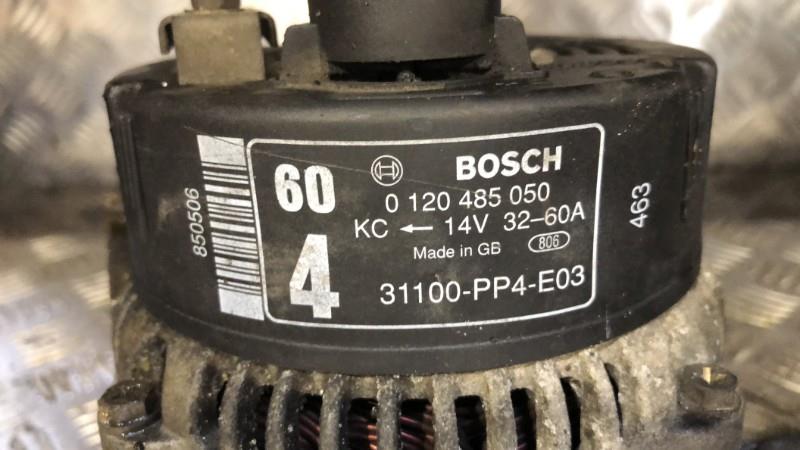 850506
60
4
BOSCH
0 120 485 050
KC ← 14V 32-60A
Made in GB 806
31100-PP4-E03
463